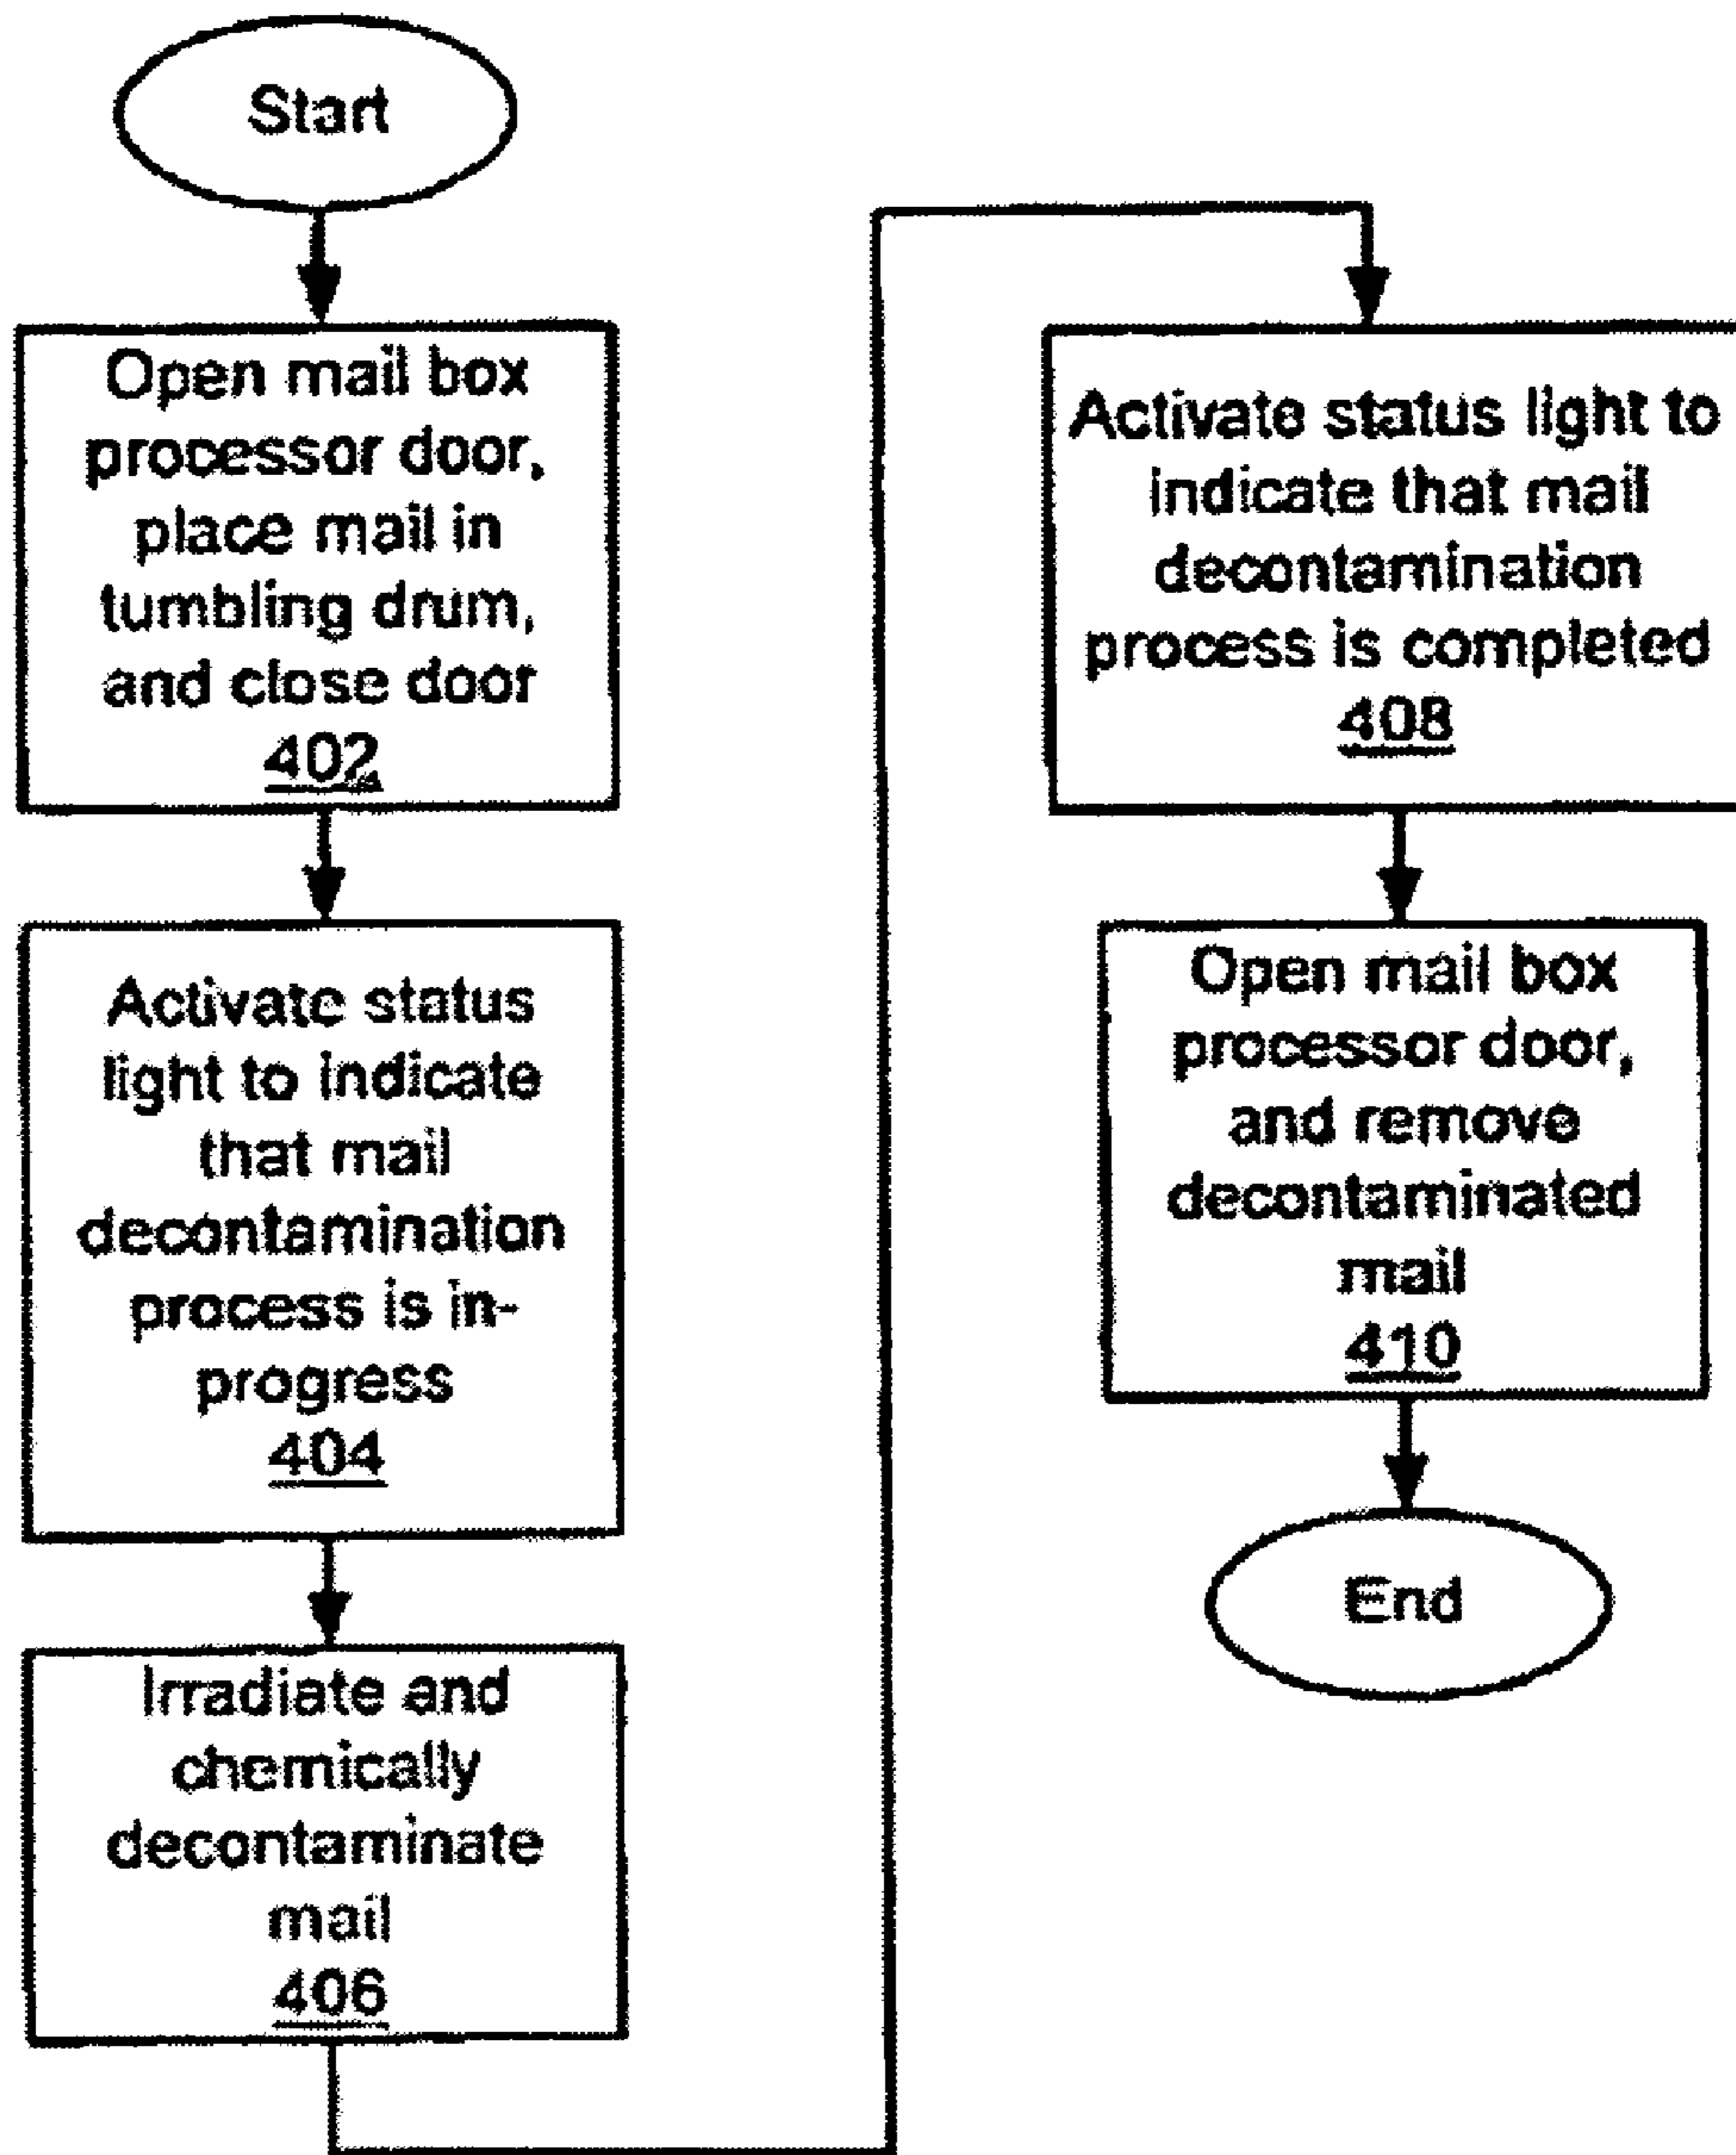 Start
Open mail box
processor door,
place mail in
tumbling drum,
and close door
402
Activate status
light to indicate
that mail
decontamination
process is in-
progress
404
Irradiate and
chemically
decontaminate
mail
406
Activate status light to
indicate that mail
decontamination
process is completed
408
Open mail box
processor door,
and remove
decontaminated
mail
410
End